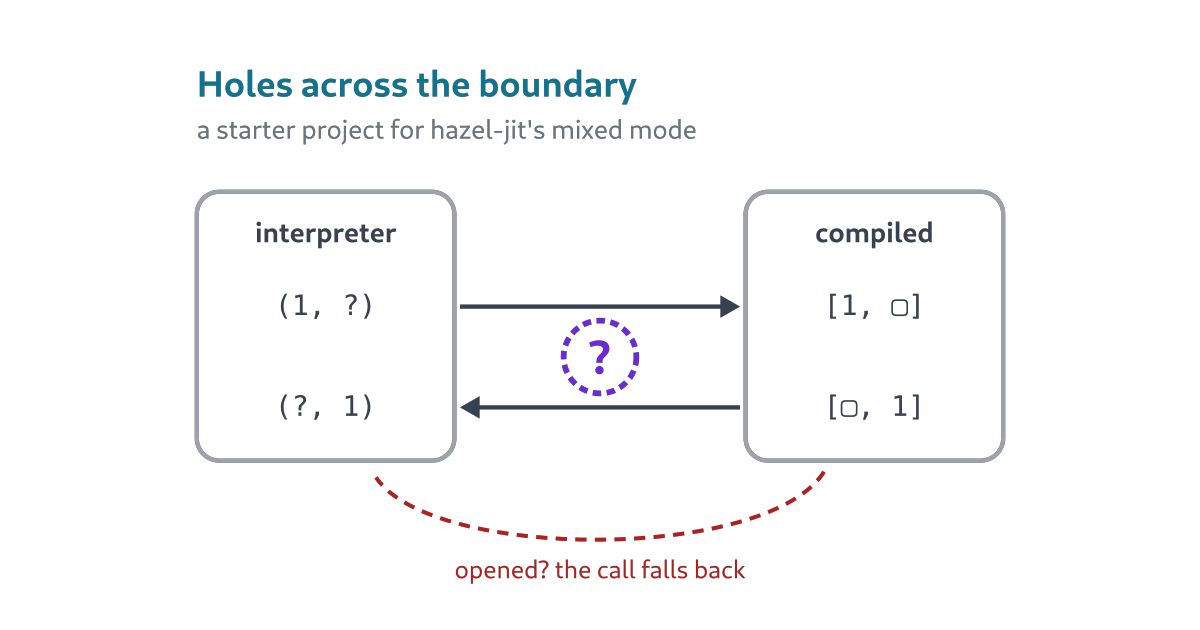 Holes across the boundary
a starter project for hazel-jit's mixed mode
interpreter
compiled
(1, ?)
[1, ▢]
?
(?, 1)
[▢, 1]
opened? the call falls back